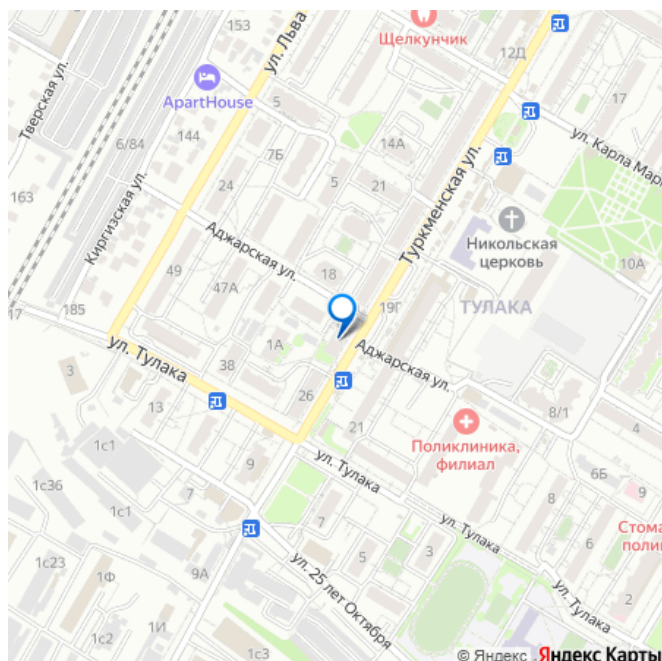 153
ул. Льва
Щелкунчик
12Д
Тверская ул.
ApartHouse
5
17
6/84
144
7Б
14А
ул. Карла Мар
163
Киргизская ул.
24
5
21
Туркменская ул.
Никольская
церковь
Аджарская ул.
18
10А
49
47А
19Г
ТУЛАКА
17
185
ул. Тулака
1А
Аджарская ул.
3
38
26
8/1
4
13
21
Поликлиника,
филиал
1с1
9
ул. Тулака
6Б
9
1с36
7
Стома
поли
1с1
7
8
ул. Тулака
6
5
3
1с23
1Ф
9А
ул. 25 лет Октября
ул. Тулака
2
1И
1с2
1с3
© Яндекс Яндекс Карты